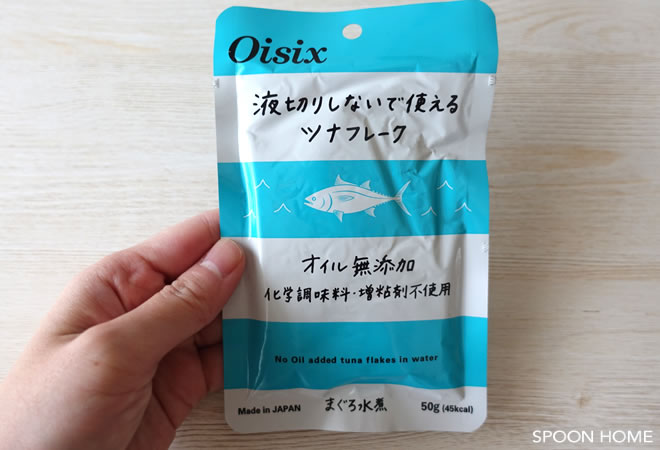 Oisix
液切りしないで使える
ツナフレーク
オイル無添加
化学調味料・増粘剤不使用
No Oil added tuna flakes in water
Made in JAPAN まぐろ水煮 50g (45kcal)
SPOON HOME